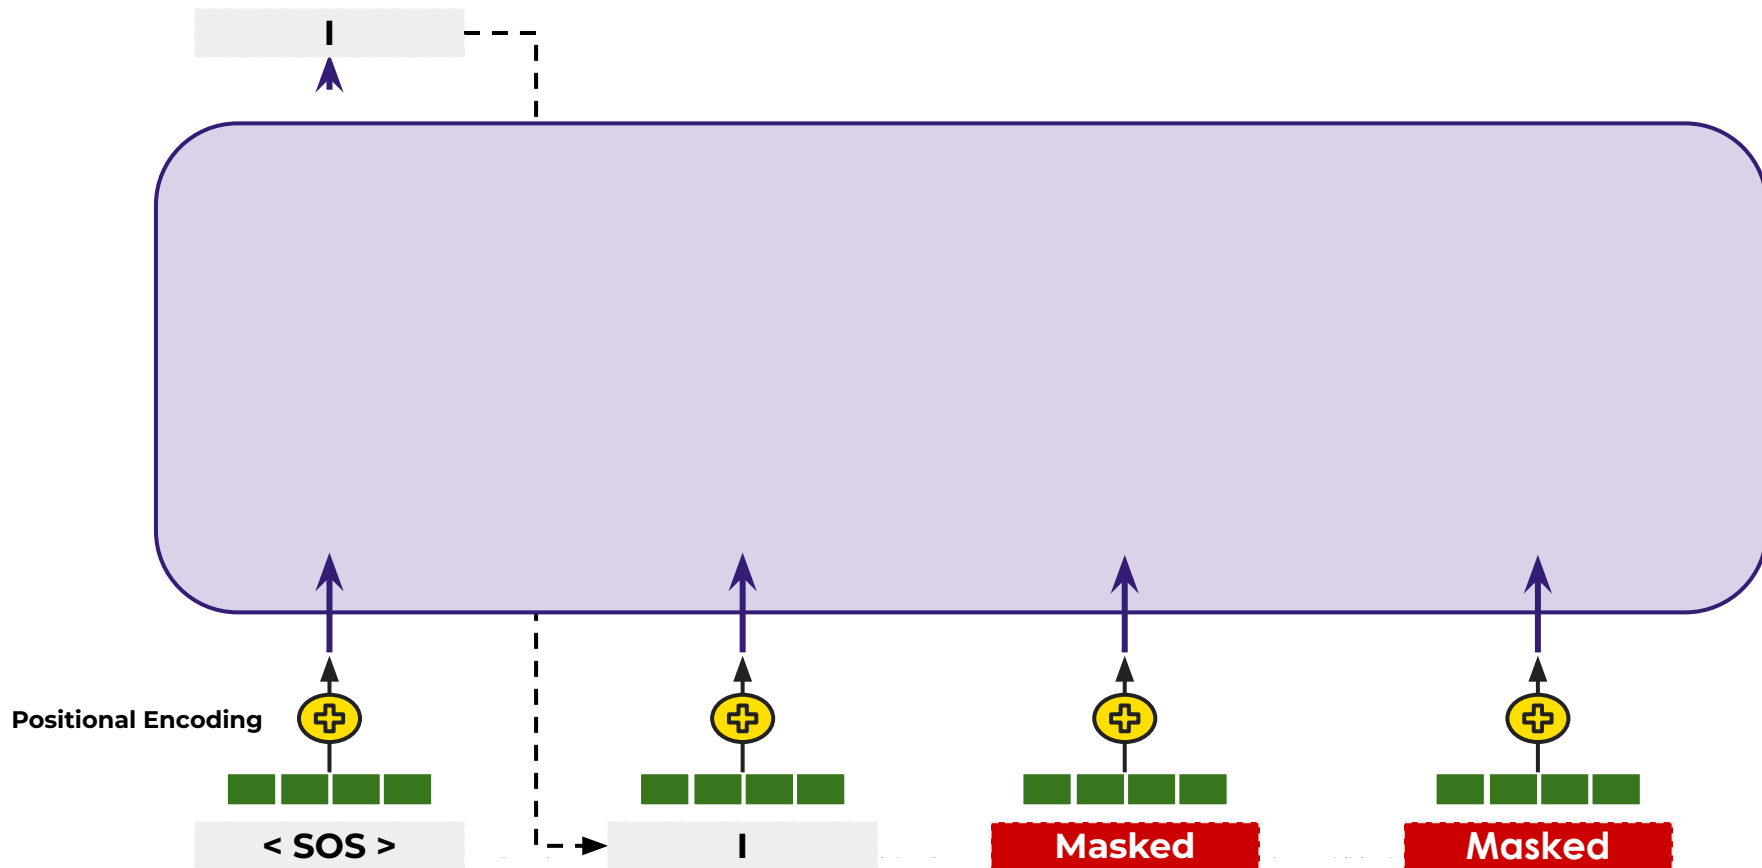 I
Positional Encoding
< SOS > I Masked Masked